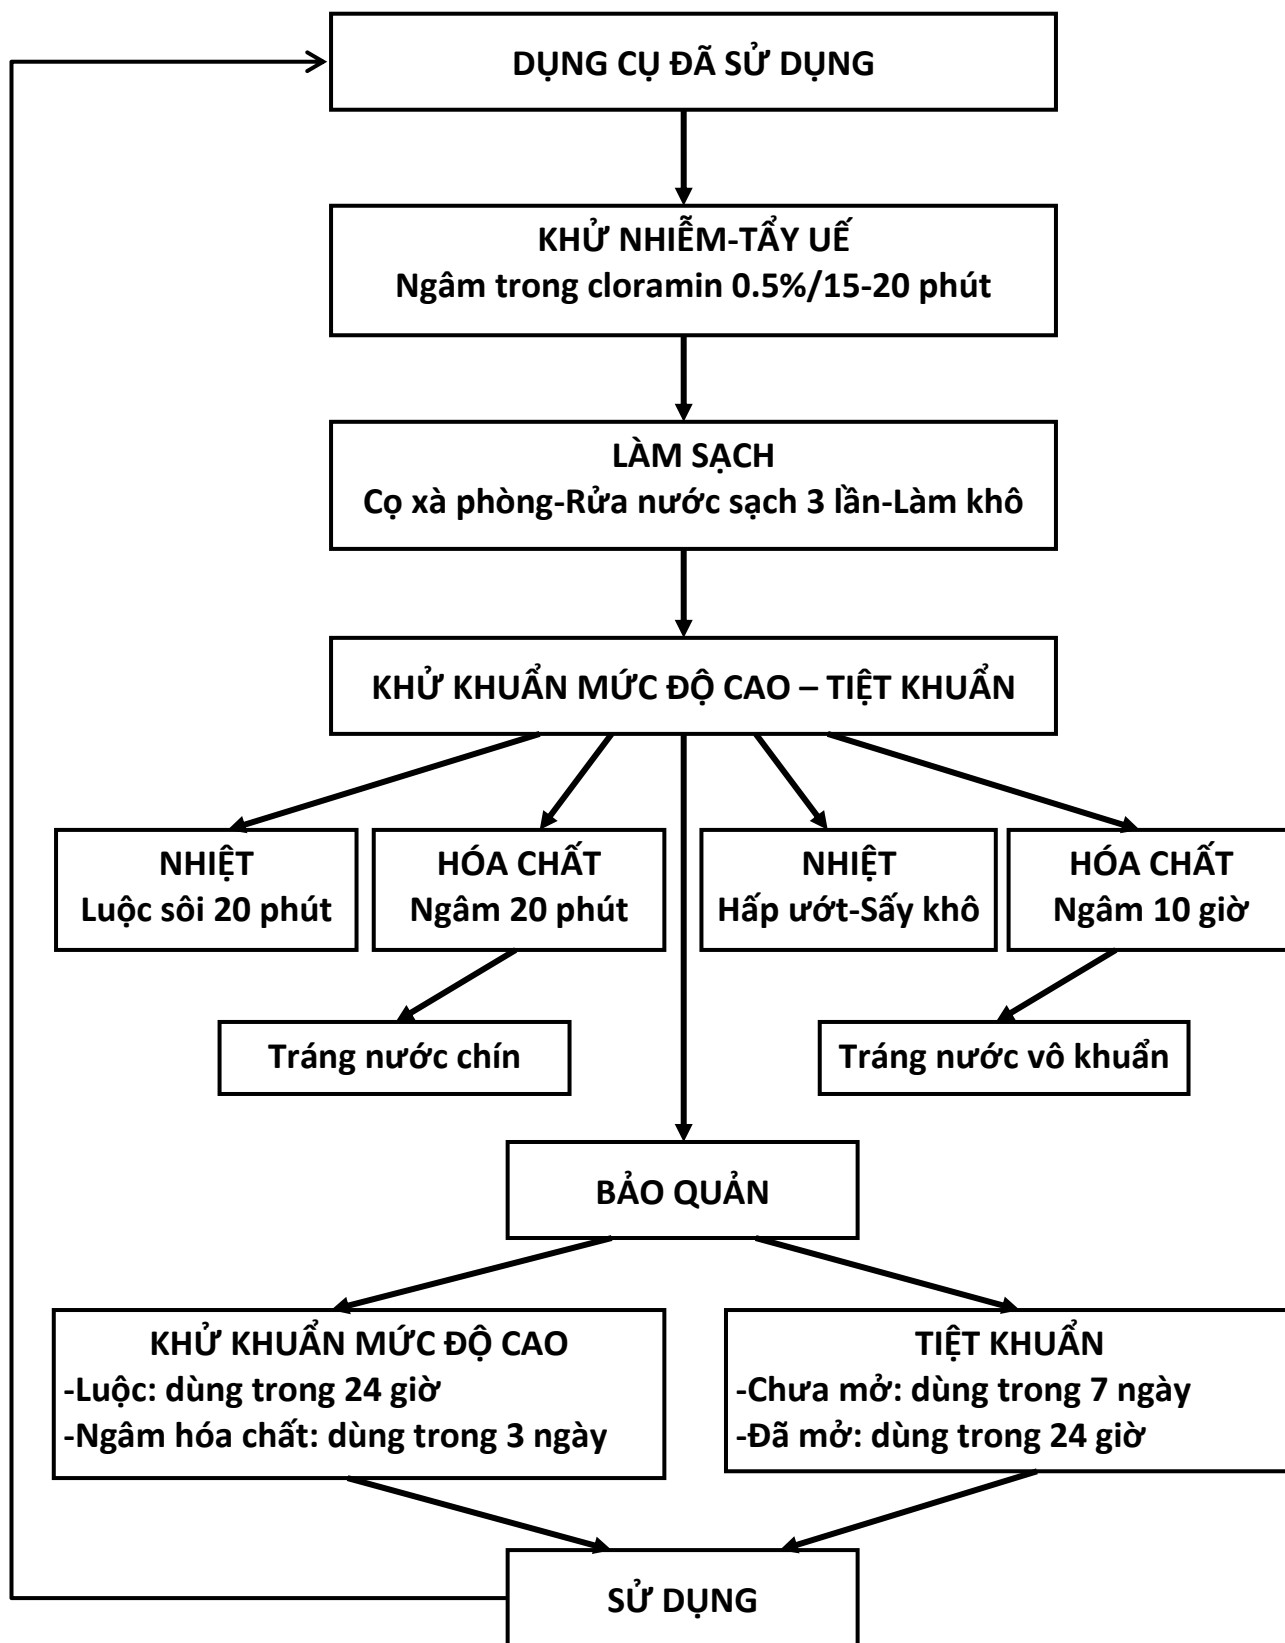 DỤNG CỤ ĐÃ SỬ DỤNG
KHỬ NHIỄM-TẨY UẾ
Ngâm trong cloramin 0.5%/15-20 phút
LÀM SẠCH
Cọ xà phòng-Rửa nước sạch 3 lần-Làm khô
KHỬ KHUẨN MỨC ĐỘ CAO – TIỆT KHUẨN
NHIỆT
Luộc sôi 20 phút
HÓA CHẤT
Ngâm 20 phút
NHIỆT
Hấp ướt-Sấy khô
HÓA CHẤT
Ngâm 10 giờ
Tráng nước chín
Tráng nước vô khuẩn
BẢO QUẢN
KHỬ KHUẨN MỨC ĐỘ CAO
-Luộc: dùng trong 24 giờ
-Ngâm hóa chất: dùng trong 3 ngày
TIỆT KHUẨN
-Chưa mở: dùng trong 7 ngày
-Đã mở: dùng trong 24 giờ
SỬ DỤNG